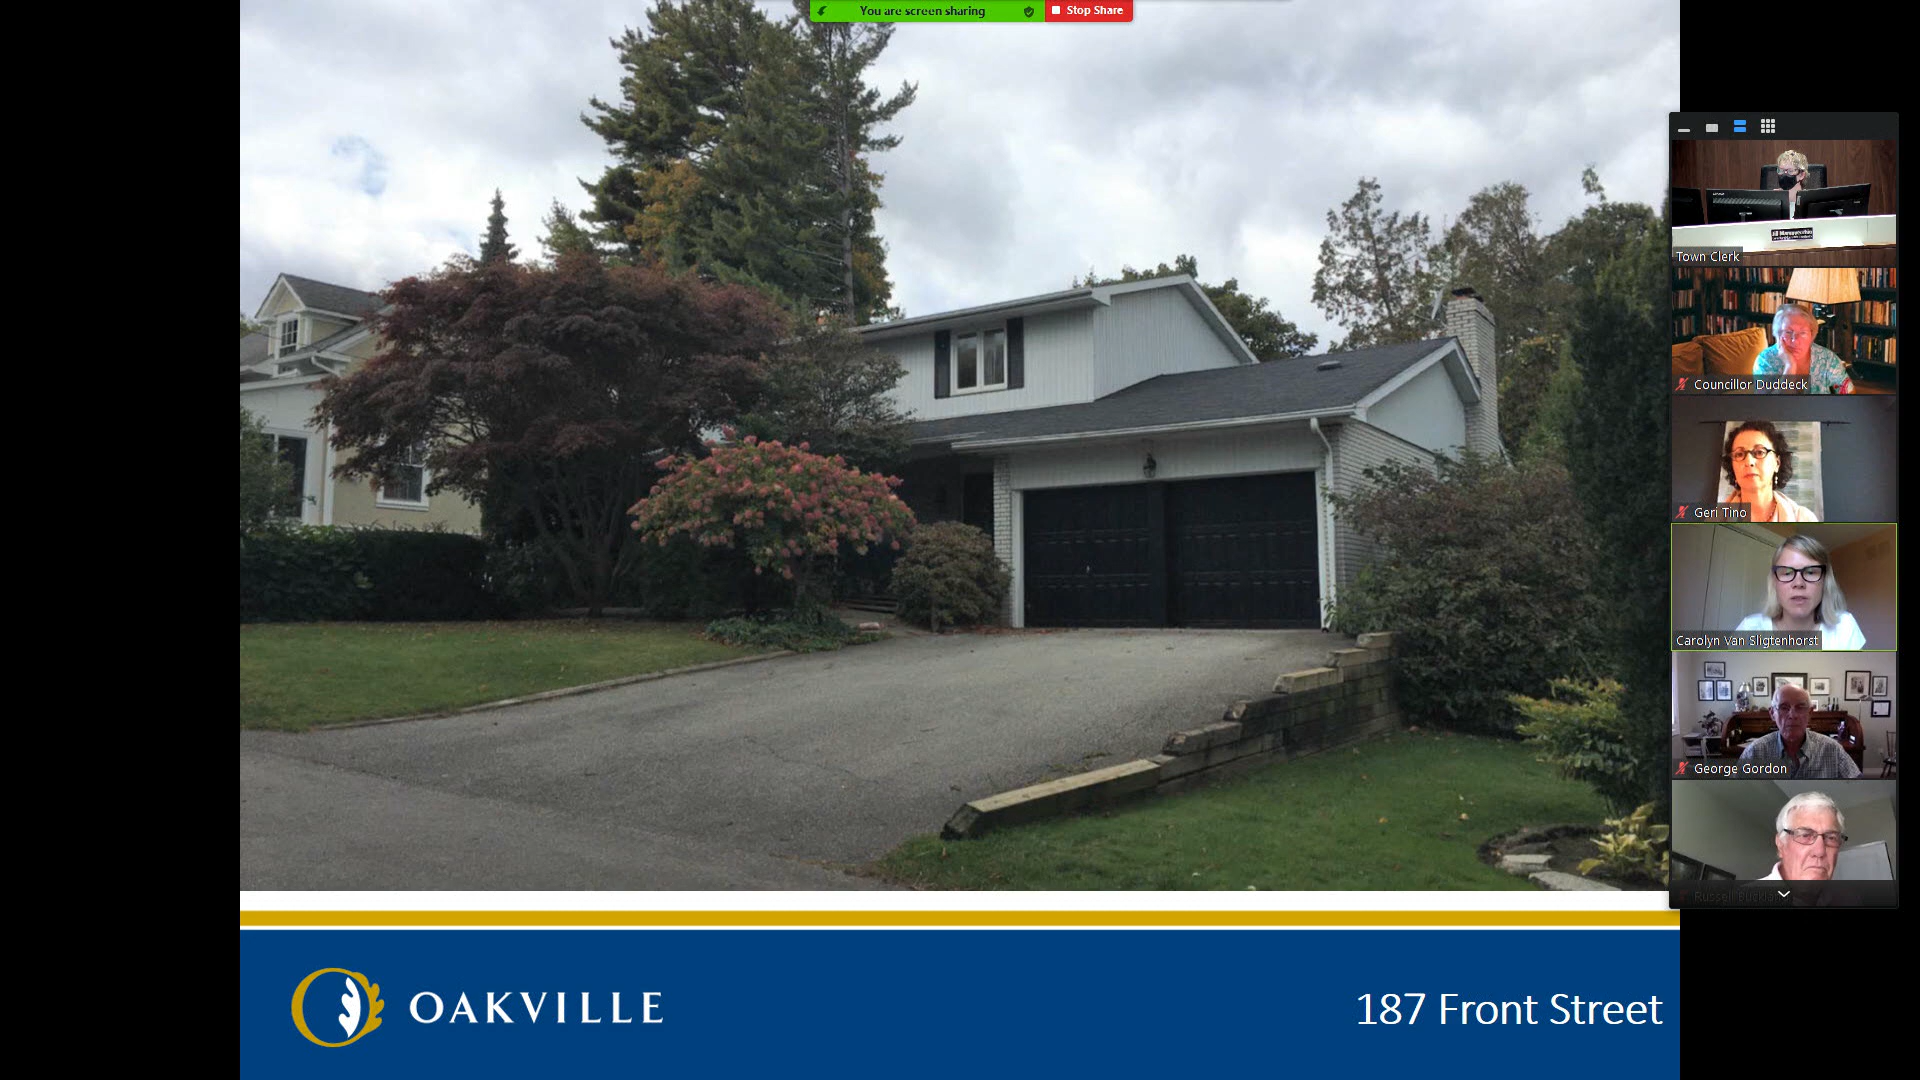 You are screen sharing
Stop Share
Town Clerk
Councillor Duddeck
Geri Tino
Carolyn Van Sligtenhorst
George Gordon
OAKVILLE
187 Front Street